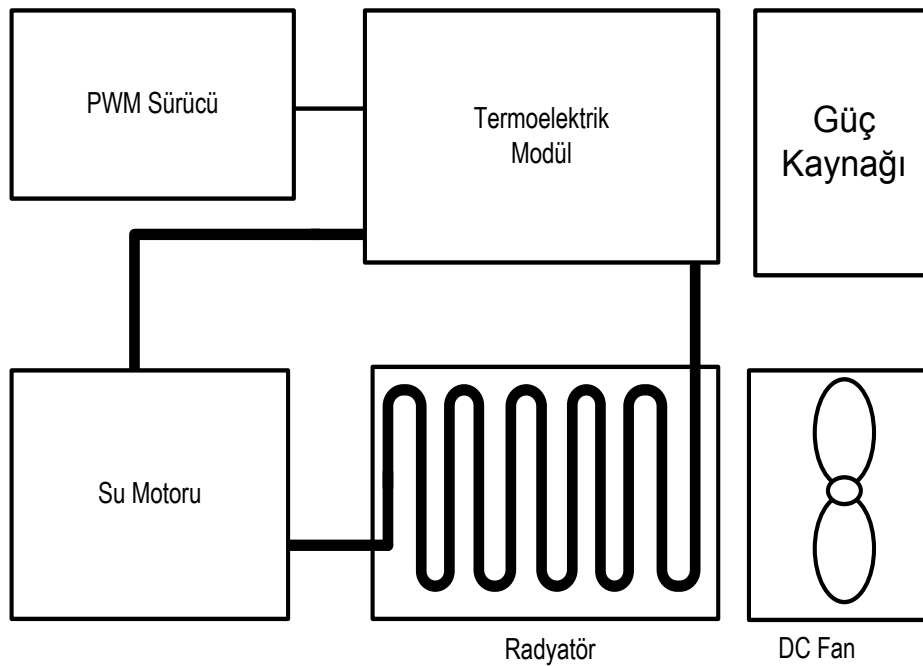 PWM Sürücü
Termoelektrik
Modül
Güç
Kaynağı
Su Motoru
Radyatör
DC Fan